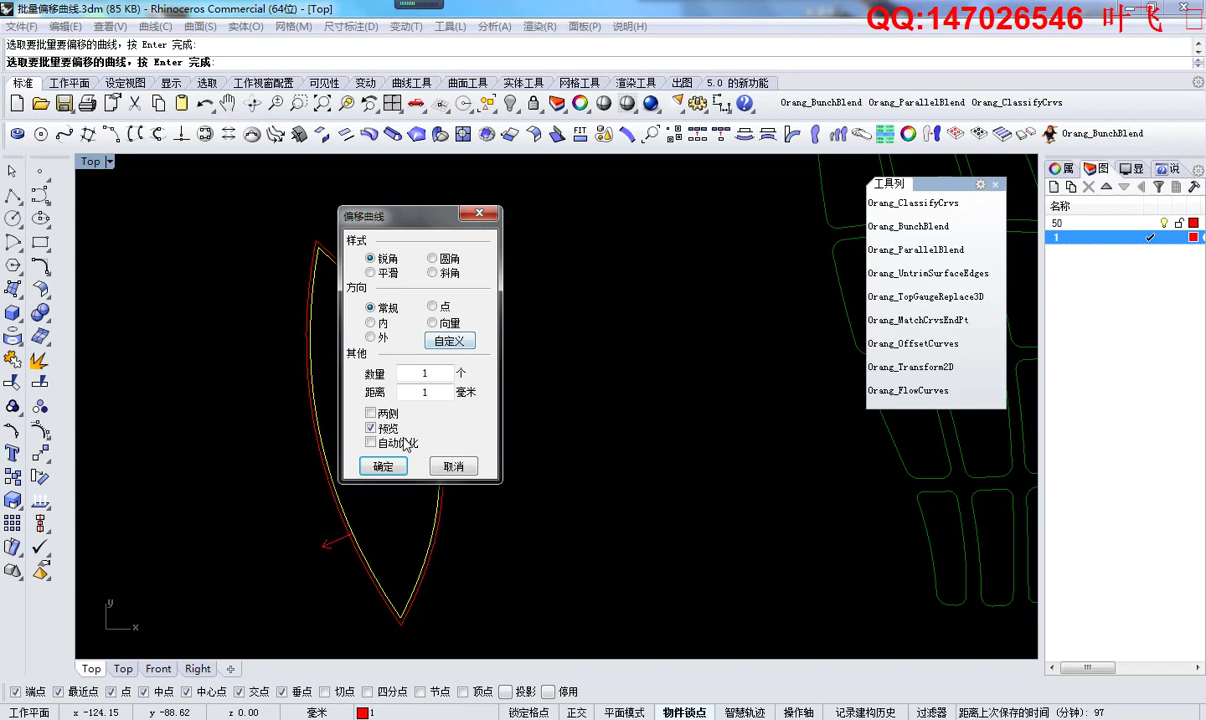 批量偏移曲线.3dm (85 KB) - Rhinoceros Commercial (64位) - [Top]
QQ:147026546 叶飞
文件(F) 编辑(E) 查看(V) 曲线(C) 曲面(S) 实体(O) 网格(M) 尺寸标注(D) 变动(T) 工具(L) 分析(A) 渲染(R) 面板(P) 说明(H)
选取要批量要偏移的曲线，按 Enter 完成:
选取要批量要偏移的曲线，按 Enter 完成:
标准 工作平面 设定视图 显示 选取 工作视窗配置 可见性 变动 曲线工具 曲面工具 实体工具 网格工具 渲染工具 出图 5.0 的新功能
Orang_BunchBlend Orang_ParallelBlend Orang_ClassifyCrvs
FIT
Orang_BunchBlend
Top
属 图 显 说
名称
50
1
工具列
Orang_ClassifyCrvs
Orang_BunchBlend
Orang_ParallelBlend
Orang_UntrimSurfaceEdges
Orang_TopGaugeReplace3D
Orang_MatchCrvsEndPt
Orang_OffsetCurves
Orang_Transform2D
Orang_FlowCurves
偏移曲线
样式
锐角 圆角
平滑 斜角
方向
常规 点
内 向量
外 自定义
其他
数量 1 个
距离 1 毫米
两侧
预览
自动优化
确定 取消
y
x
Top Top Front Right
端点 最近点 点 中点 中心点 交点 垂点 切点 四分点 节点 顶点 投影 停用
工作平面 x -124.15 y -88.62 z 0.00 毫米 1 锁定格点 正交 平面模式 物件锁点 智慧轨迹 操作轴 记录建构历史 过滤器 距离上次保存的时间 (分钟): 97